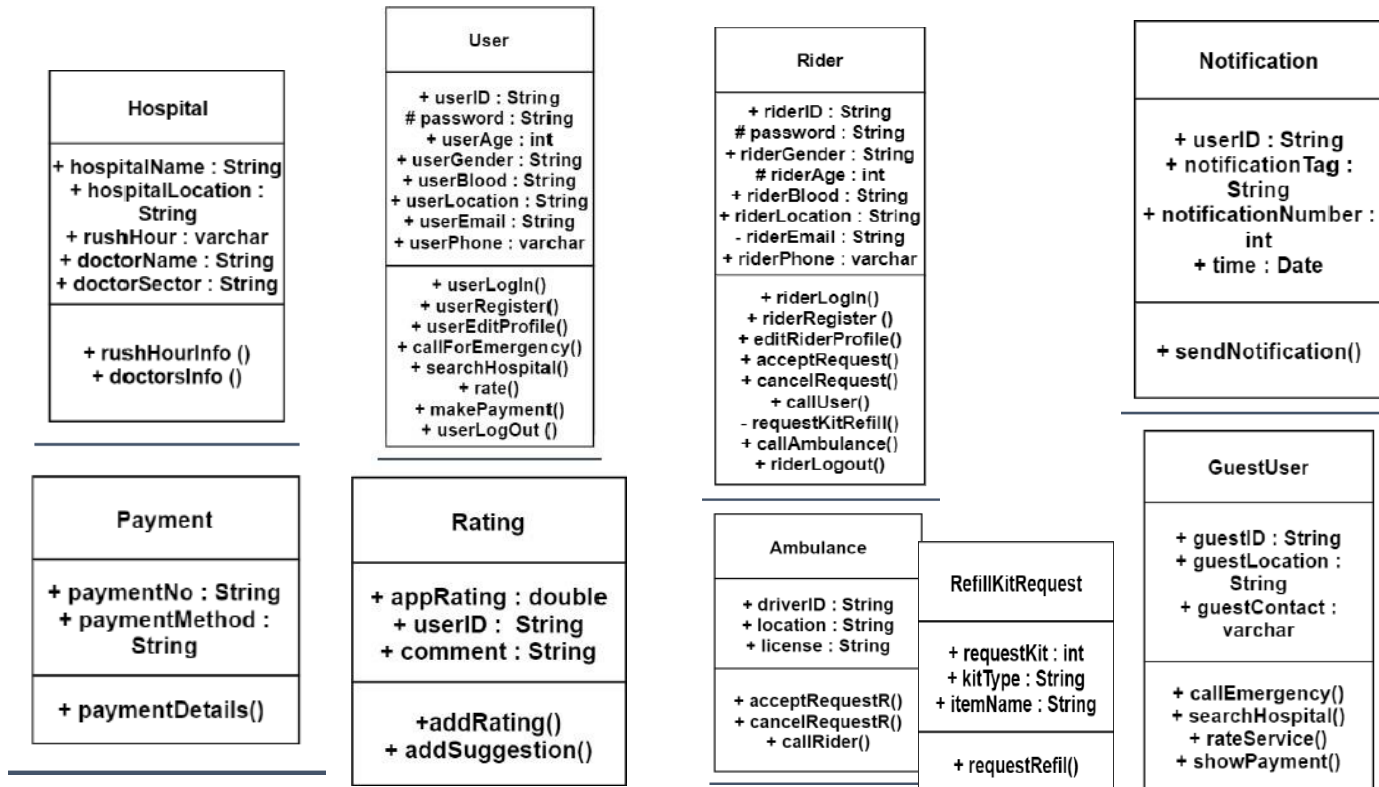 Hospital
+ hospitalName : String
+ hospitalLocation :
String
+ rushHour : varchar
+ doctorName : String
+ doctorSector : String
+ rushHourInfo ()
+ doctorsInfo ()
User
+ userID : String
# password : String
+ userAge : int
+ userGender : String
+ userBlood : String
+ userLocation : String
+ userEmail : String
+ userPhone : varchar
+ userLogIn()
+ userRegister()
+ userEditProfile()
+ callForEmergency()
+ searchHospital()
+ rate()
+ makePayment()
+ userLogOut ()
Rider
+ riderID : String
# password : String
+ riderGender : String
# riderAge : int
+ riderBlood : String
+ riderLocation : String
- riderEmail : String
+ riderPhone : varchar
+ riderLogIn()
+ riderRegister ()
+ editRiderProfile()
+ acceptRequest()
+ cancelRequest()
+ callUser()
- requestKitRefill()
+ callAmbulance()
+ riderLogout()
Notification
+ userID : String
+ notificationTag :
String
+ notificationNumber :
int
+ time : Date
+ sendNotification()
Payment
+ paymentNo : String
+ paymentMethod :
String
+ paymentDetails()
Rating
+ appRating : double
+ userID : String
+ comment : String
+addRating()
+ addSuggestion()
Ambulance
+ driverID : String
+ location : String
+ license : String
+ acceptRequestR()
+ cancelRequestR()
+ callRider()
RefillKitRequest
+ requestKit : int
+ kitType : String
+ itemName : String
+ requestRefil()
GuestUser
+ guestID : String
+ guestLocation :
String
+ guestContact :
varchar
+ callEmergency()
+ searchHospital()
+ rateService()
+ showPayment()